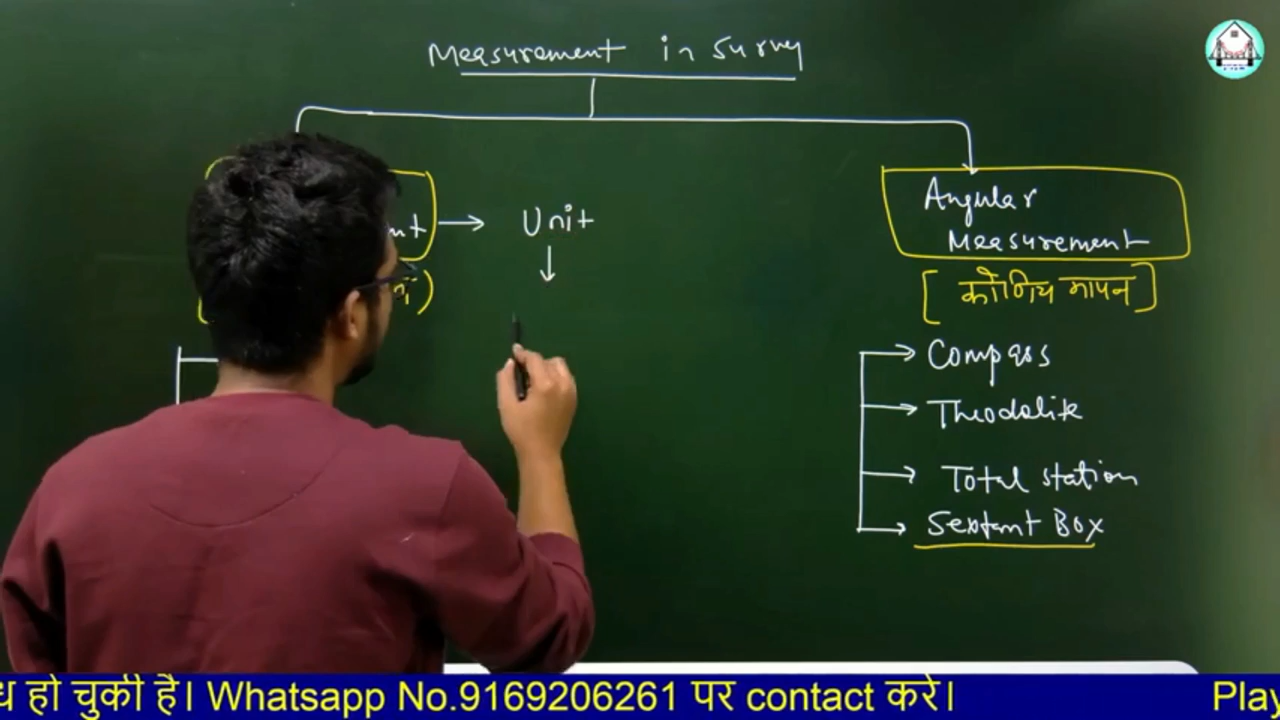 Measurement in Survey
Unit
Angular
Measurement
[कोणिय मापन]
Compass
Theodolite
Total station
Sextant Box
हो चुकी है। Whatsapp No.9169206261 पर contact करे। Play